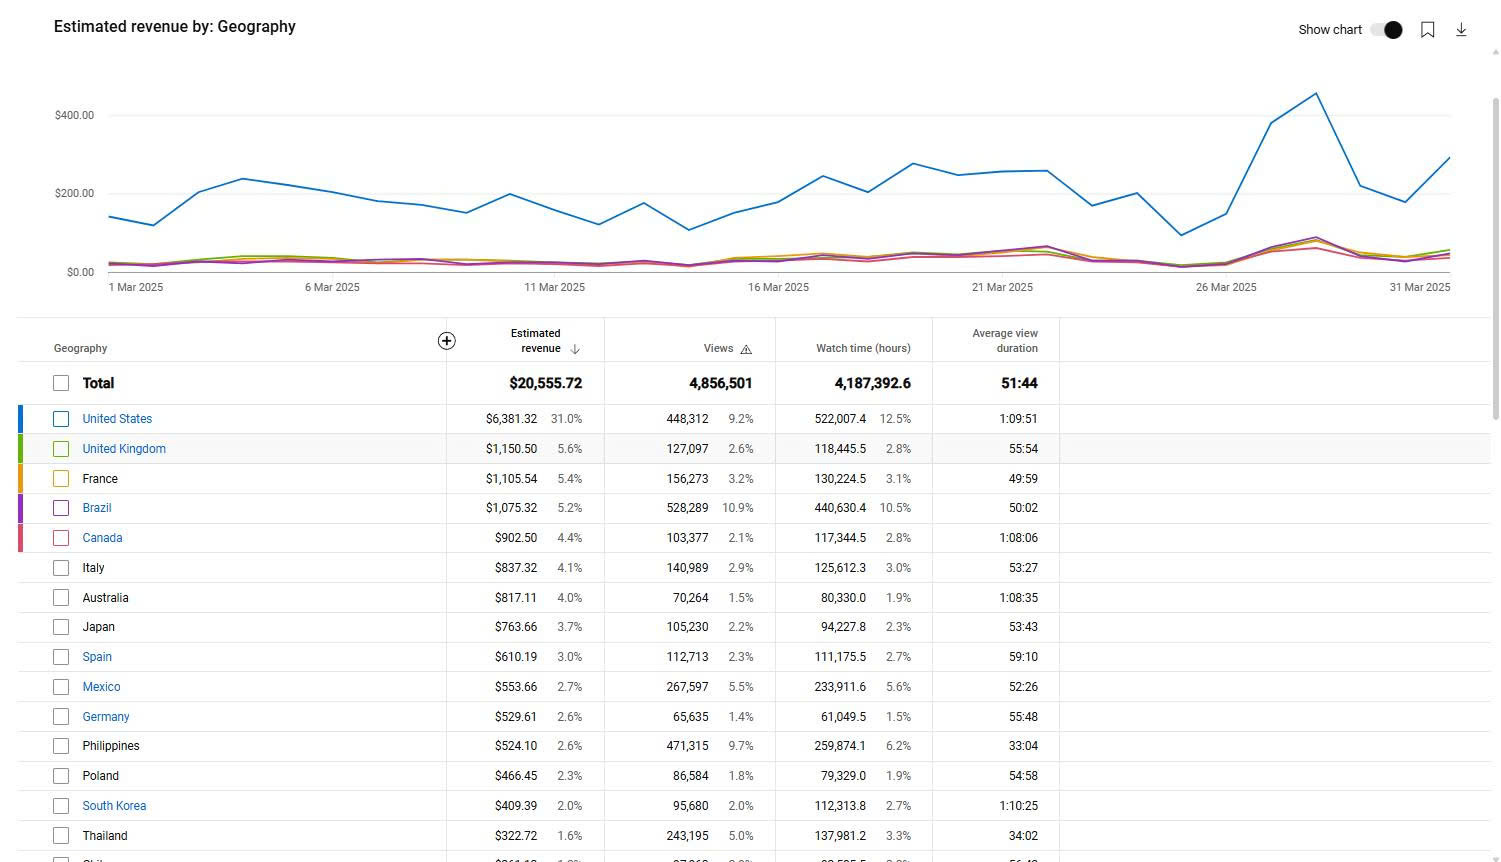 Estimated revenue by: Geography
Show chart
$400.00
$200.00
$0.00
1 Mar 2025 6 Mar 2025 11 Mar 2025 16 Mar 2025 21 Mar 2025 26 Mar 2025 31 Mar 2025
Geography Estimated revenue Views Watch time (hours) Average view duration
Total $20,555.72 4,856,501 4,187,392.6 51:44
United States $6,381.32 31.0% 448,312 9.2% 522,007.4 12.5% 1:09:51
United Kingdom $1,150.50 5.6% 127,097 2.6% 118,445.5 2.8% 55:54
France $1,105.54 5.4% 156,273 3.2% 130,224.5 3.1% 49:59
Brazil $1,075.32 5.2% 528,289 10.9% 440,630.4 10.5% 50:02
Canada $902.50 4.4% 103,377 2.1% 117,344.5 2.8% 1:08:06
Italy $837.32 4.1% 140,989 2.9% 125,612.3 3.0% 53:27
Australia $817.11 4.0% 70,264 1.5% 80,330.0 1.9% 1:08:35
Japan $763.66 3.7% 105,230 2.2% 94,227.8 2.3% 53:43
Spain $610.19 3.0% 112,713 2.3% 111,175.5 2.7% 59:10
Mexico $553.66 2.7% 267,597 5.5% 233,911.6 5.6% 52:26
Germany $529.61 2.6% 65,635 1.4% 61,049.5 1.5% 55:48
Philippines $524.10 2.6% 471,315 9.7% 259,874.1 6.2% 33:04
Poland $466.45 2.3% 86,584 1.8% 79,329.0 1.9% 54:58
South Korea $409.39 2.0% 95,680 2.0% 112,313.8 2.7% 1:10:25
Thailand $322.72 1.6% 243,195 5.0% 137,981.2 3.3% 34:02